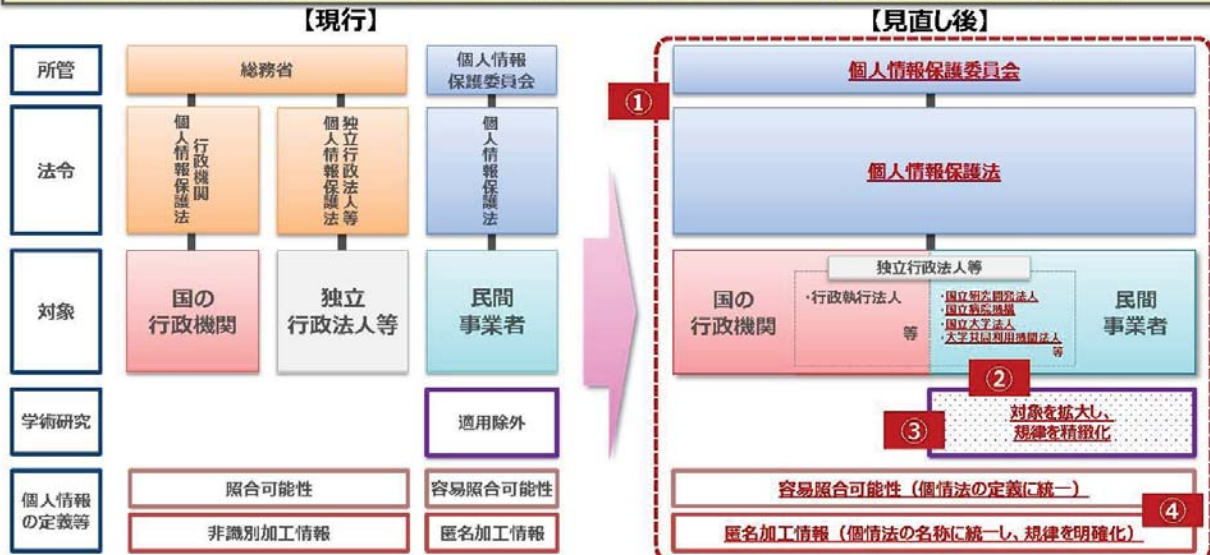 【現行】
【見直し後】
所管
総務省
個人情報
保護委員会
個人情報保護委員会
①
法令
行政機関
個人情報保護法
独立行政法人等
個人情報保護法
個人情報保護法
個人情報保護法
対象
国の
行政機関
独立
行政法人等
民間
事業者
国の
行政機関
独立行政法人等
・行政執行法人
等
・国立研究開発法人
・国立病院機構
・国立大学法人
・大学共同利用機関法人
等
民間
事業者
②
学術研究
適用除外
③
対象を拡大し、
規律を精緻化
個人情報
の定義等
照合可能性
容易照合可能性
容易照合可能性（個情法の定義に統一）
④
非識別加工情報
匿名加工情報
匿名加工情報（個情法の名称に統一し、規律を明確化）